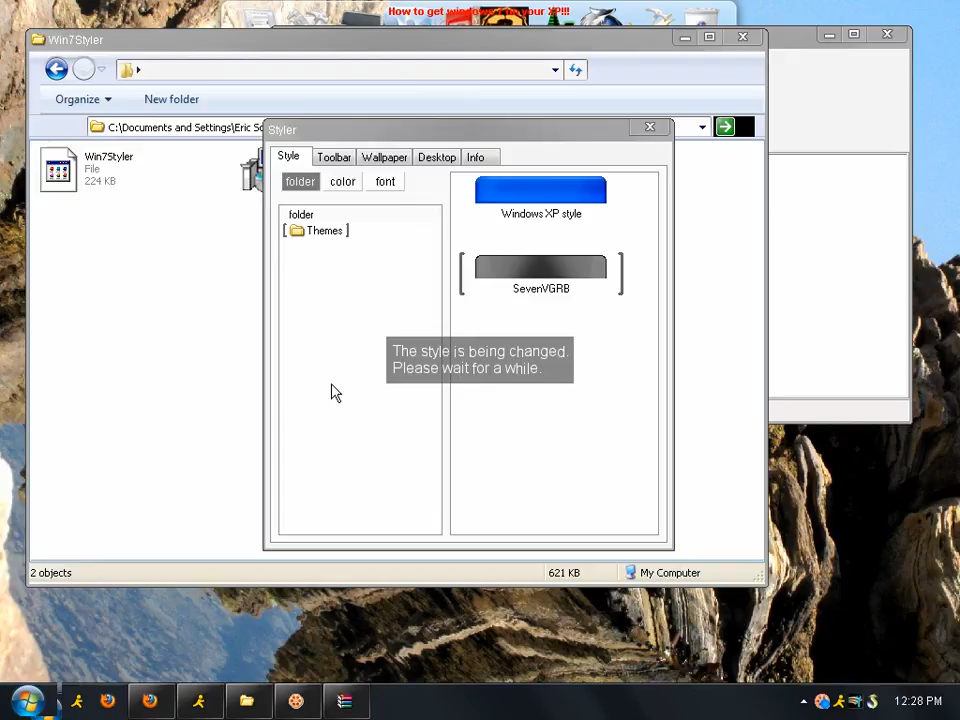 How to get windows 7 on your XP!!!
Win7Styler
Organize
New folder
C:\Documents and Settings\Eric Sc
Win7Styler
File
224 KB
Styler
Style
Toolbar
Wallpaper
Desktop
Info
folder
color
font
folder
[ Themes ]
Windows XP style
SevenVGRB
The style is being changed.
Please wait for a while.
2 objects
621 KB
My Computer
12:28 PM